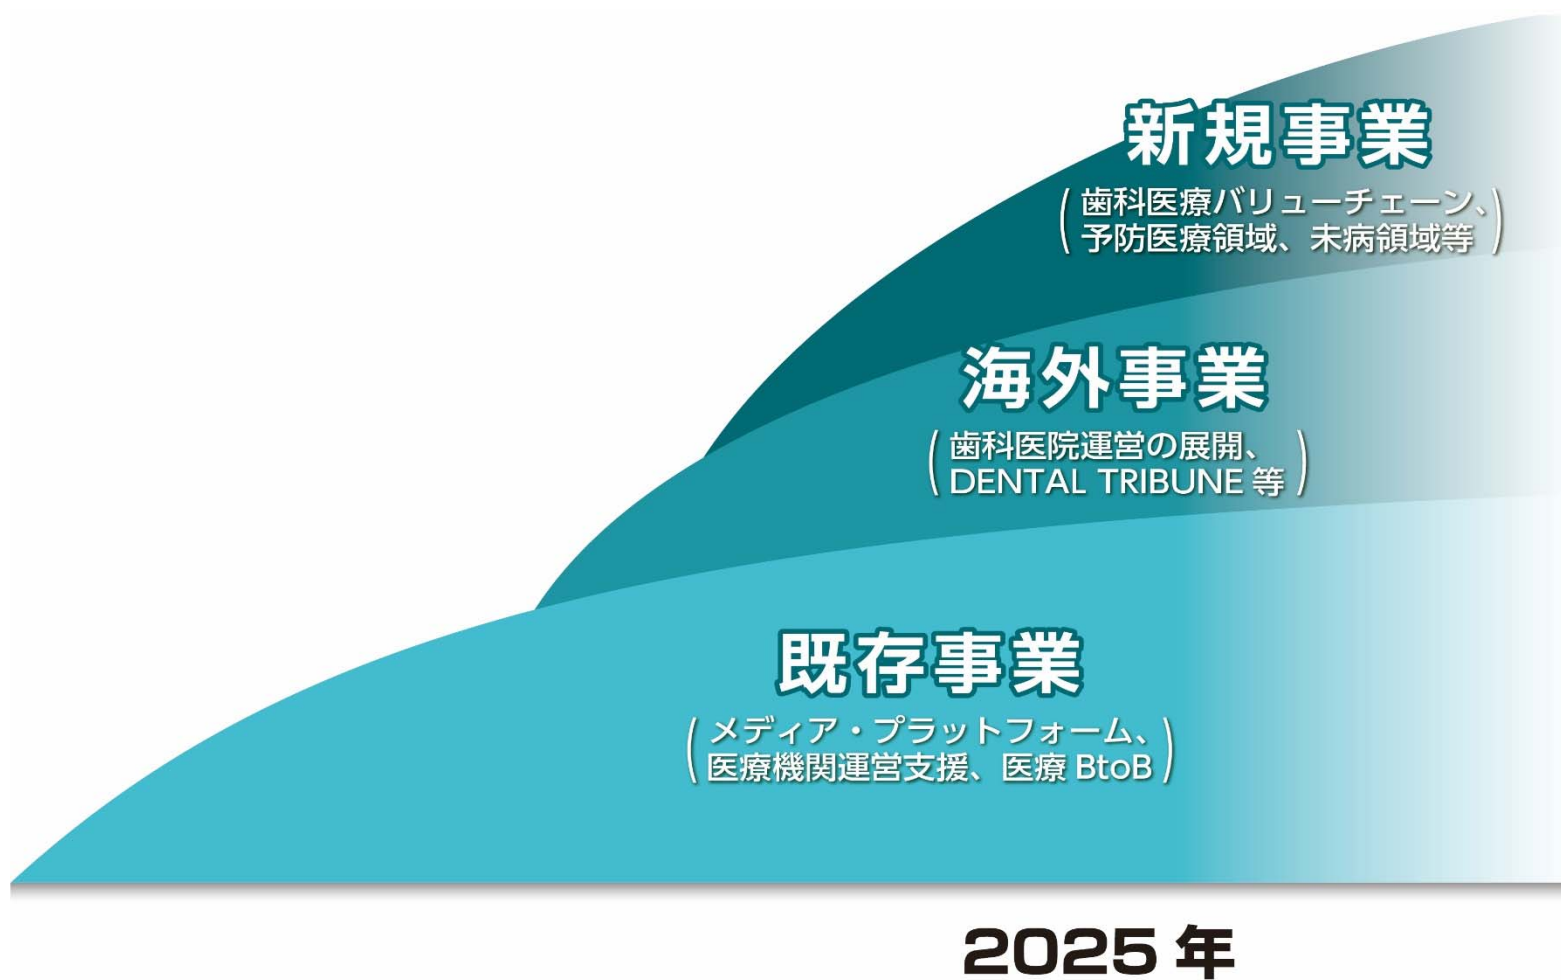 新規事業
(歯科医療バリューチェーン、
予防医療領域、未病領域等)
海外事業
(歯科医院運営の展開、
DENTAL TRIBUNE 等)
既存事業
(メディア・プラットフォーム、
医療機関運営支援、医療 BtoB)
2025 年